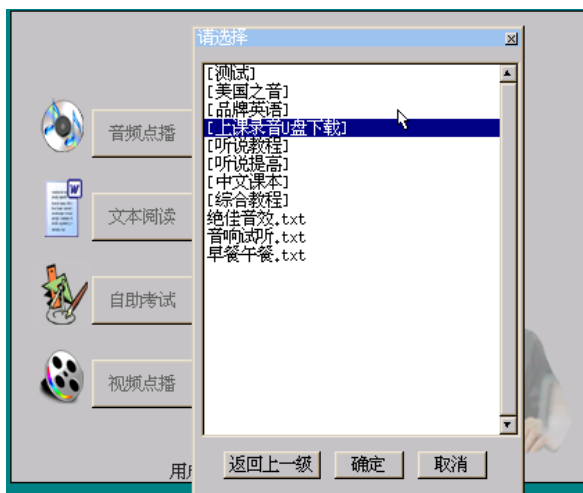 请选择
[测试]
[美国之音]
[品牌英语]
[上课录音U盘下载]
[听说教程]
[听说提高]
[中文课本]
[综合教程]
绝佳音效.txt
音响试听.txt
早餐午餐.txt
音频点播
文本阅读
自助考试
视频点播
返回上一级
确定
取消
用